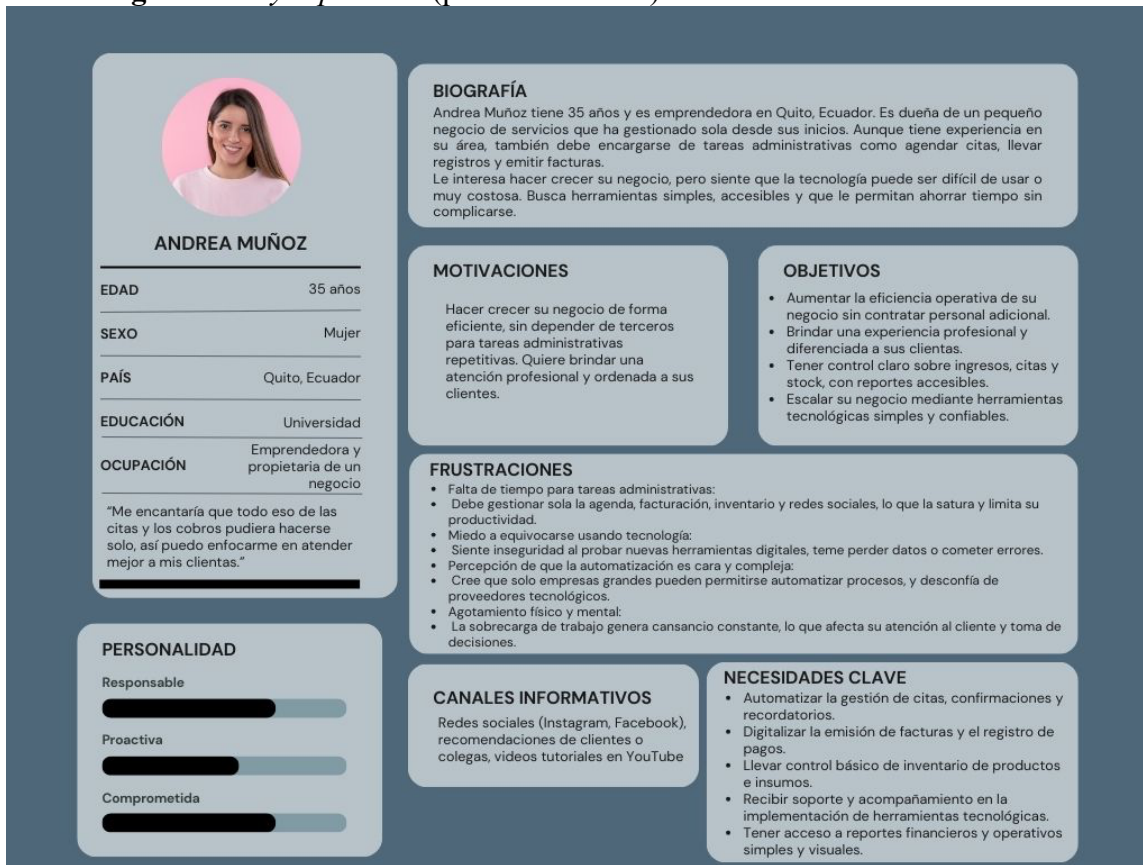 ANDREA MUÑOZ
EDAD 35 años
SEXO Mujer
PAÍS Quito, Ecuador
EDUCACIÓN Universidad
OCUPACIÓN Emprendedora y
propietaria de un
negocio
“Me encantaría que todo eso de las
citas y los cobros pudiera hacerse
solo, así puedo enfocarme en atender
mejor a mis clientas.”
PERSONALIDAD
Responsable
Proactiva
Comprometida
BIOGRAFÍA
Andrea Muñoz tiene 35 años y es emprendedora en Quito, Ecuador. Es dueña de un pequeño
negocio de servicios que ha gestionado sola desde sus inicios. Aunque tiene experiencia en
su área, también debe encargarse de tareas administrativas como agendar citas, llevar
registros y emitir facturas.
Le interesa hacer crecer su negocio, pero siente que la tecnología puede ser difícil de usar o
muy costosa. Busca herramientas simples, accesibles y que le permitan ahorrar tiempo sin
complicarse.
MOTIVACIONES
Hacer crecer su negocio de forma
eficiente, sin depender de terceros
para tareas administrativas
repetitivas. Quiere brindar una
atención profesional y ordenada a sus
clientes.
OBJETIVOS
• Aumentar la eficiencia operativa de su
negocio sin contratar personal adicional.
• Brindar una experiencia profesional y
diferenciada a sus clientas.
• Tener control claro sobre ingresos, citas y
stock, con reportes accesibles.
• Escalar su negocio mediante herramientas
tecnológicas simples y confiables.
FRUSTRACIONES
• Falta de tiempo para tareas administrativas:
• Debe gestionar sola la agenda, facturación, inventario y redes sociales, lo que la satura y limita su
productividad.
• Miedo a equivocarse usando tecnología:
• Siente inseguridad al probar nuevas herramientas digitales, teme perder datos o cometer errores.
• Percepción de que la automatización es cara y compleja:
• Cree que solo empresas grandes pueden permitirse automatizar procesos, y desconfía de
proveedores tecnológicos.
• Agotamiento físico y mental:
• La sobrecarga de trabajo genera cansancio constante, lo que afecta su atención al cliente y toma de
decisiones.
CANALES INFORMATIVOS
Redes sociales (Instagram, Facebook),
recomendaciones de clientes o
colegas, videos tutoriales en YouTube
NECESIDADES CLAVE
• Automatizar la gestión de citas, confirmaciones y
recordatorios.
• Digitalizar la emisión de facturas y el registro de
pagos.
• Llevar control básico de inventario de productos
e insumos.
• Recibir soporte y acompañamiento en la
implementación de herramientas tecnológicas.
• Tener acceso a reportes financieros y operativos
simples y visuales.